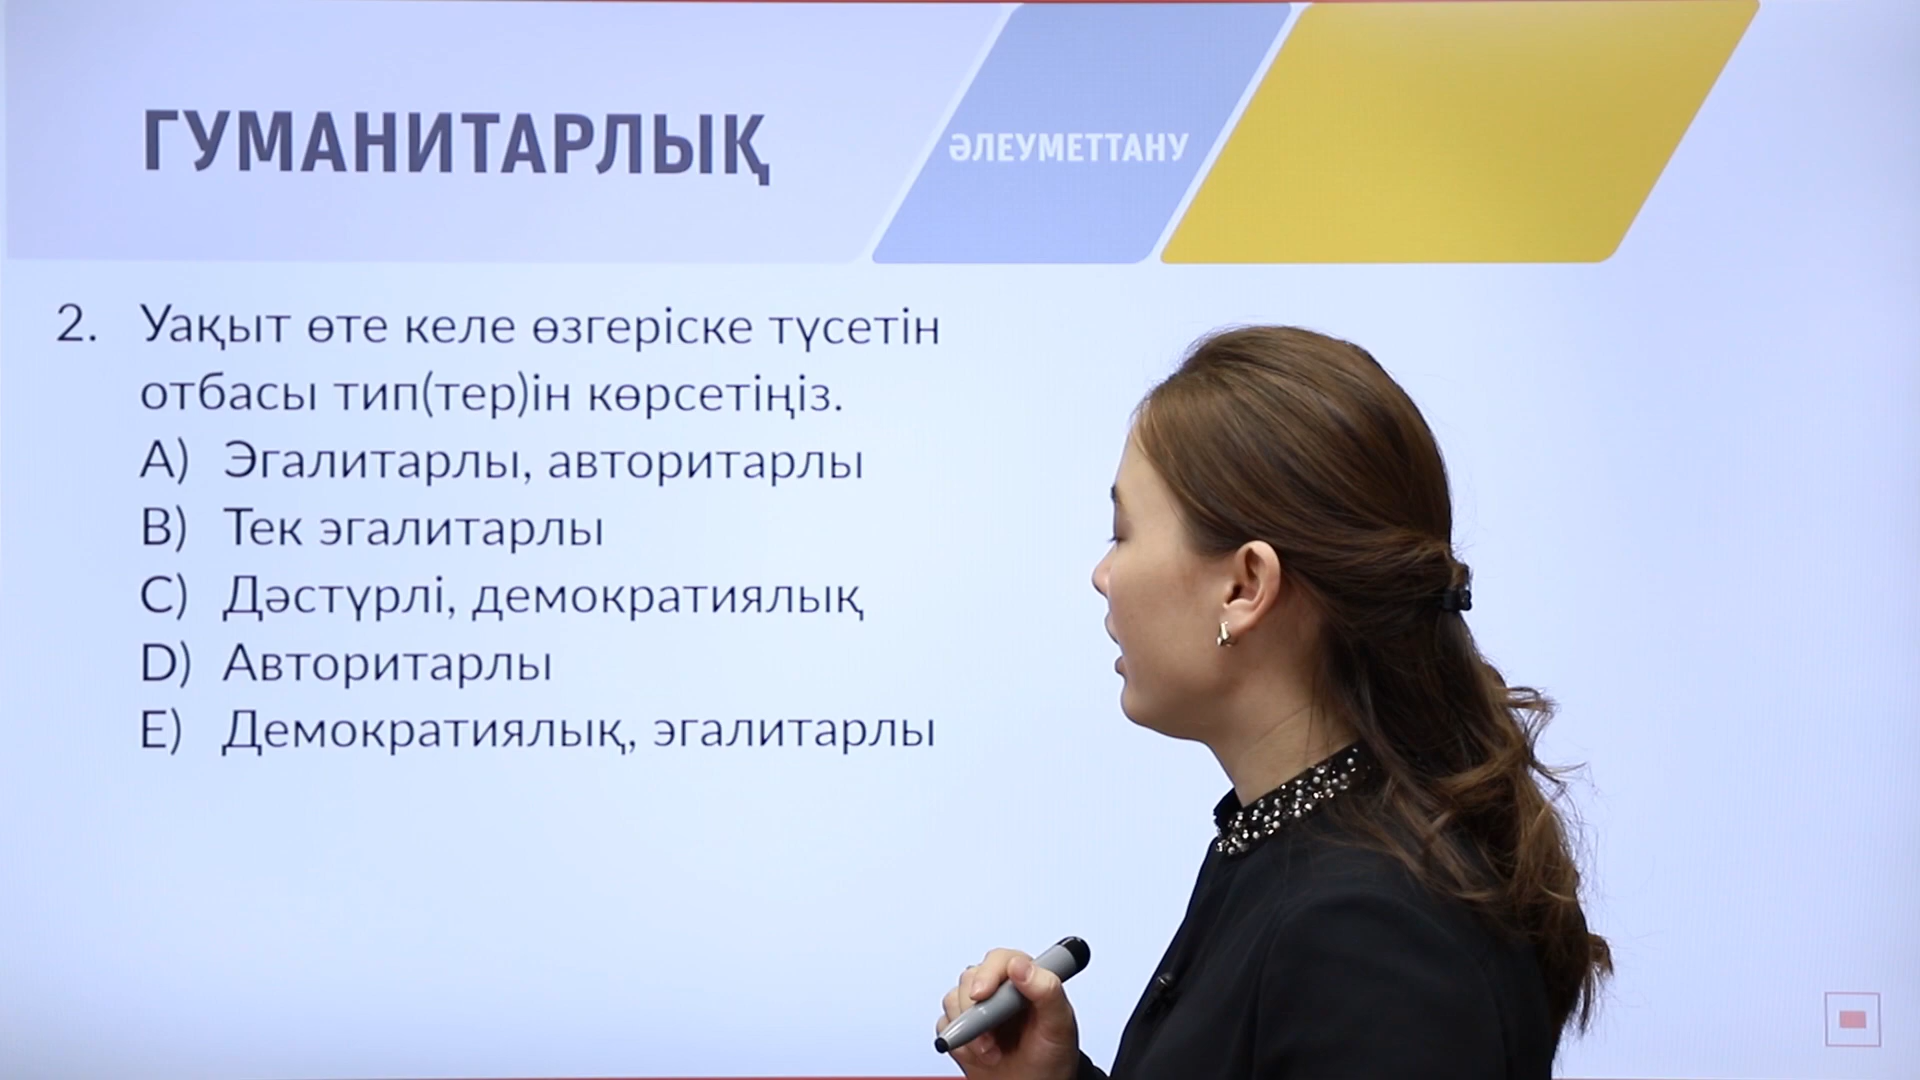 ГУМАНИТАРЛЫҚ
ӘЛЕУМЕТТАНУ
2. Уақыт өте келе өзгеріске түсетін
отбасы тип(тер)ін көрсетіңіз.
A) Эгалитарлы, авторитарлы
B) Тек эгалитарлы
C) Дәстүрлі, демократиялық
D) Авторитарлы
E) Демократиялық, эгалитарлы